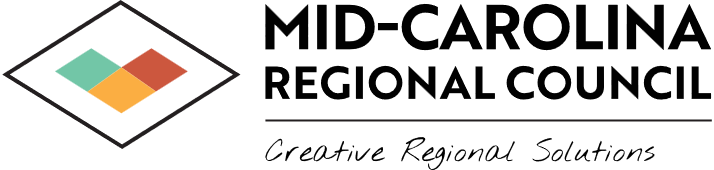 MID-CAROLINA
REGIONAL COUNCIL
Creative Regional Solutions